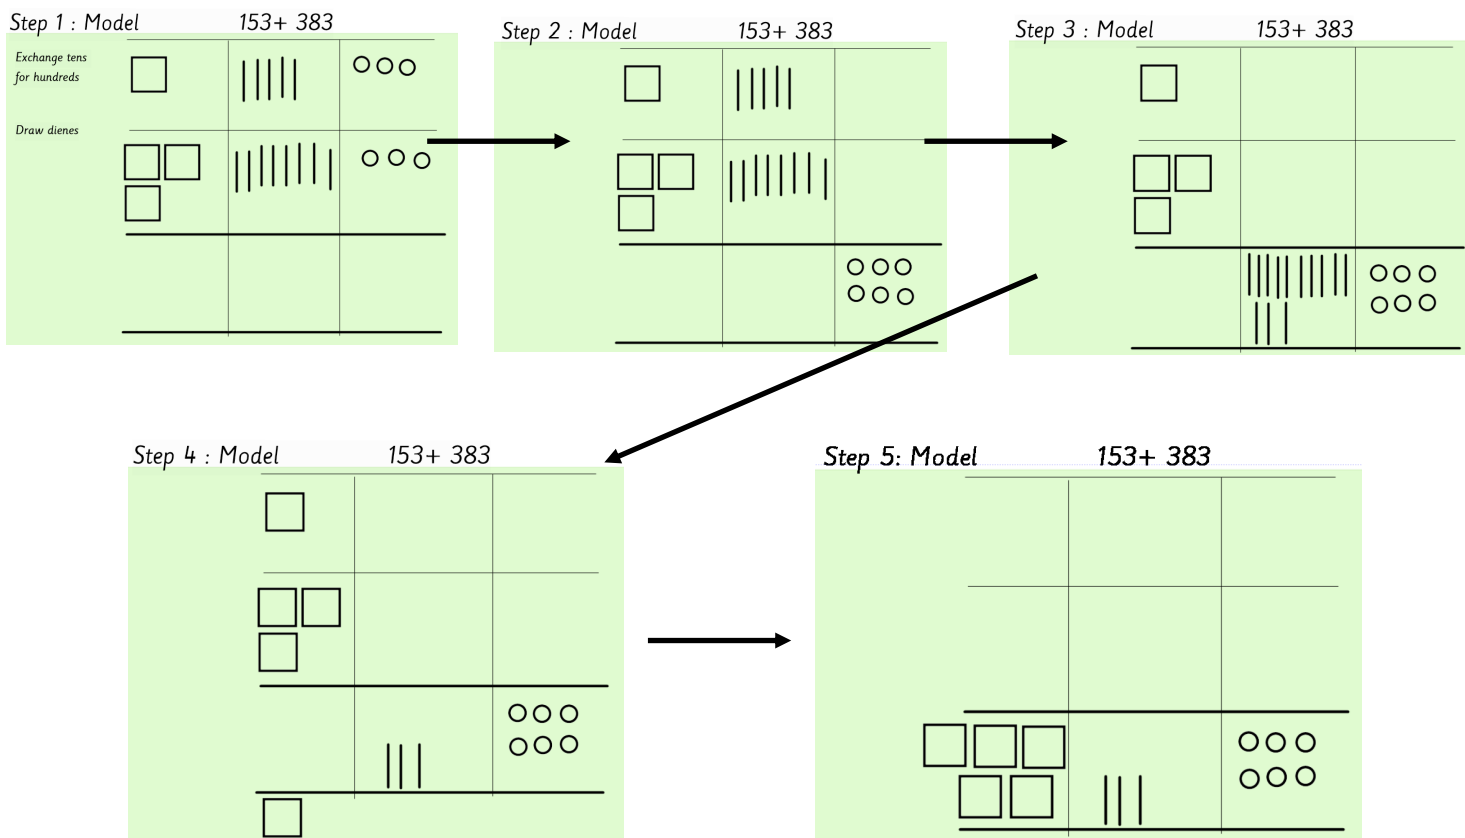 Step 1 : Model 153+ 383
Exchange tens
for hundreds
Draw dienes
Step 2 : Model 153+ 383
Step 3 : Model 153+ 383
Step 4 : Model 153+ 383
Step 5: Model 153+ 383